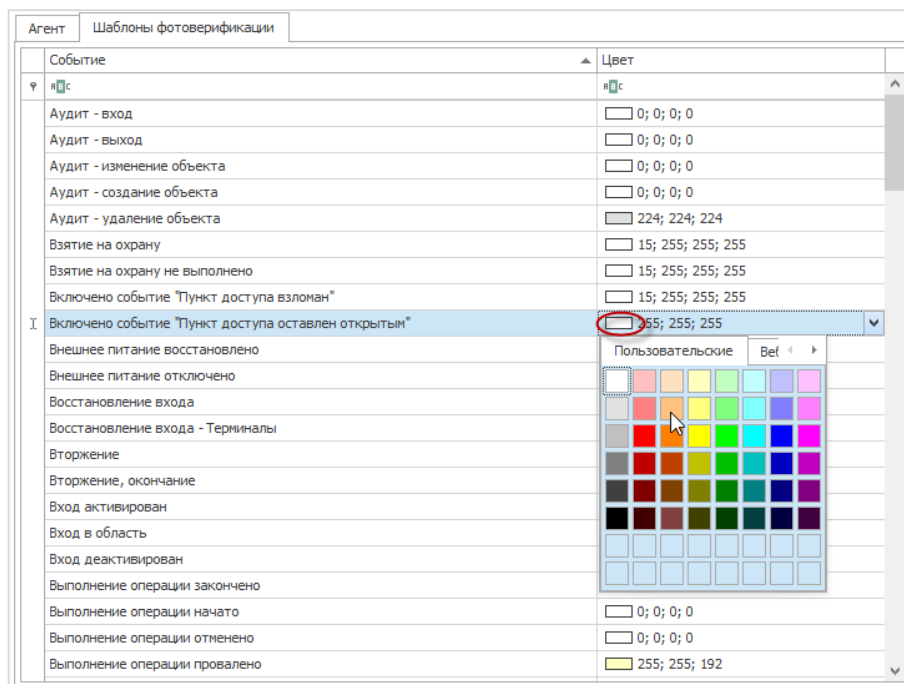 Агент Шаблоны фотоверификации
Событие Цвет
ABC ABC
Аудит - вход 0; 0; 0; 0
Аудит - выход 0; 0; 0; 0
Аудит - изменение объекта 0; 0; 0; 0
Аудит - создание объекта 0; 0; 0; 0
Аудит - удаление объекта 224; 224; 224
Взятие на охрану 15; 255; 255; 255
Взятие на охрану не выполнено 15; 255; 255; 255
Включено событие "Пункт доступа взломан" 15; 255; 255; 255
Включено событие "Пункт доступа оставлен открытым" 255; 255; 255
Внешнее питание восстановлено Пользовательские Веб
Внешнее питание отключено
Восстановление входа
Восстановление входа - Терминалы
Вторжение
Вторжение, окончание
Вход активирован
Вход в область
Вход деактивирован
Выполнение операции закончено
Выполнение операции начато 0; 0; 0; 0
Выполнение операции отменено 0; 0; 0; 0
Выполнение операции провалено 255; 255; 192